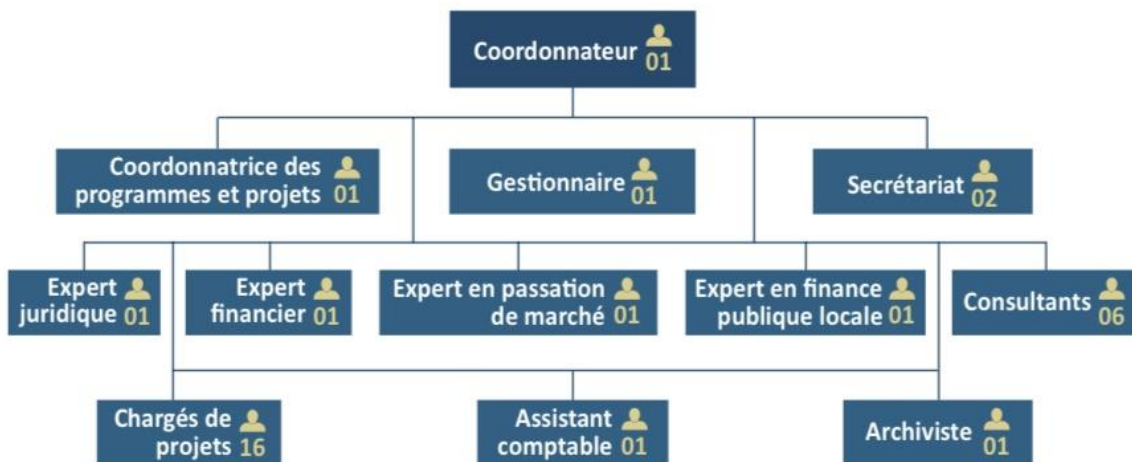 Coordonnateur 01
Coordonnatrice des
programmes et projets 01
Gestionnaire 01
Secrétariat 02
Expert
juridique 01
Expert
financier 01
Expert en passation
de marché 01
Expert en finance
publique locale 01
Consultants 06
Chargés de
projets 16
Assistant
comptable 01
Archiviste 01